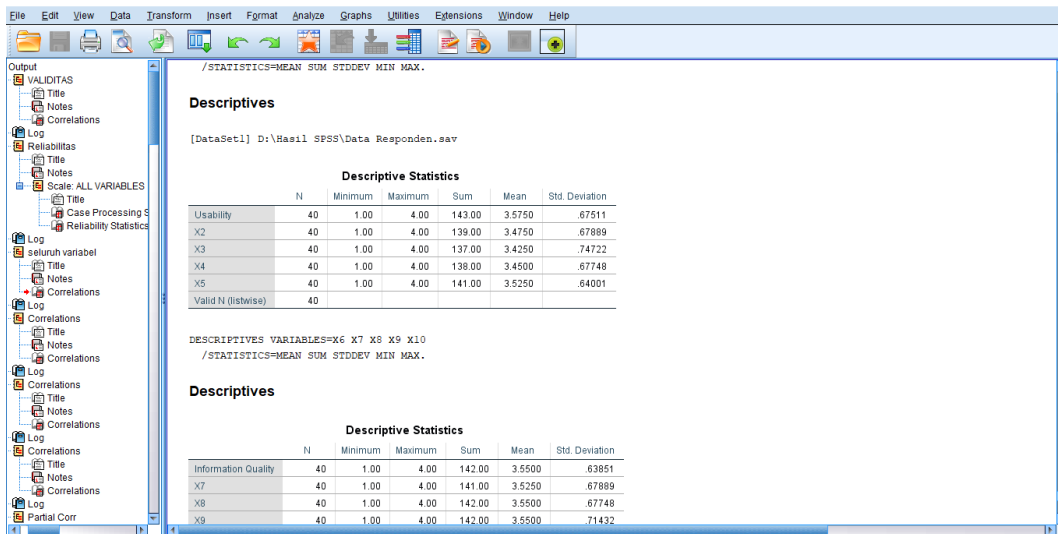 File Edit View Data Transform Insert Format Analyze Graphs Utilities Extensions Window Help
Output
VALIDITAS
Title
Notes
Correlations
Log
Reliabilitas
Title
Notes
Scale: ALL VARIABLES
Title
Case Processing S
Reliability Statistics
Log
seluruh variabel
Title
Notes
Correlations
Log
Correlations
Title
Notes
Correlations
Log
Correlations
Title
Notes
Correlations
Log
Correlations
Title
Notes
Correlations
Log
Partial Corr
/STATISTICS=MEAN SUM STDDEV MIN MAX.
Descriptives
[DataSet1] D:\Hasil SPSS\Data Responden.sav
Descriptive Statistics
N Minimum Maximum Sum Mean Std. Deviation
Usability 40 1.00 4.00 143.00 3.5750 .67511
X2 40 1.00 4.00 139.00 3.4750 .67889
X3 40 1.00 4.00 137.00 3.4250 .74722
X4 40 1.00 4.00 138.00 3.4500 .67748
X5 40 1.00 4.00 141.00 3.5250 .64001
Valid N (listwise) 40
DESCRIPTIVES VARIABLES=X6 X7 X8 X9 X10
/STATISTICS=MEAN SUM STDDEV MIN MAX.
Descriptives
Descriptive Statistics
N Minimum Maximum Sum Mean Std. Deviation
Information Quality 40 1.00 4.00 142.00 3.5500 .63851
X7 40 1.00 4.00 141.00 3.5250 .67889
X8 40 1.00 4.00 142.00 3.5500 .67748
X9 40 1.00 4.00 142.00 3.5500 .71432